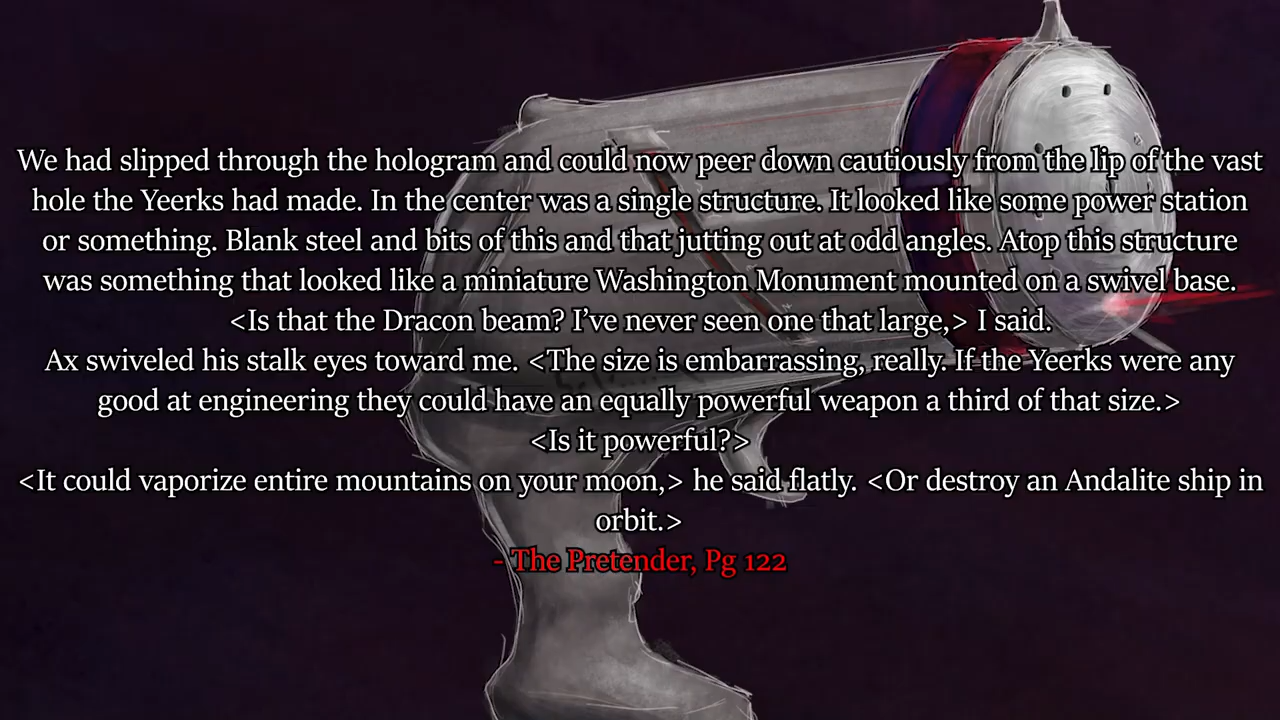 We had slipped through the hologram and could now peer down cautiously from the lip of the vast
hole the Yeerks had made. In the center was a single structure. It looked like some power station
or something. Blank steel and bits of this and that jutting out at odd angles. Atop this structure
was something that looked like a miniature Washington Monument mounted on a swivel base.
<Is that the Dracon beam? I’ve never seen one that large,> I said.
Ax swiveled his stalk eyes toward me. <The size is embarrassing, really. If the Yeerks were any
good at engineering they could have an equally powerful weapon a third of that size.>
<Is it powerful?>
<It could vaporize entire mountains on your moon,> he said flatly. <Or destroy an Andalite ship in
orbit.>
- The Pretender, Pg 122